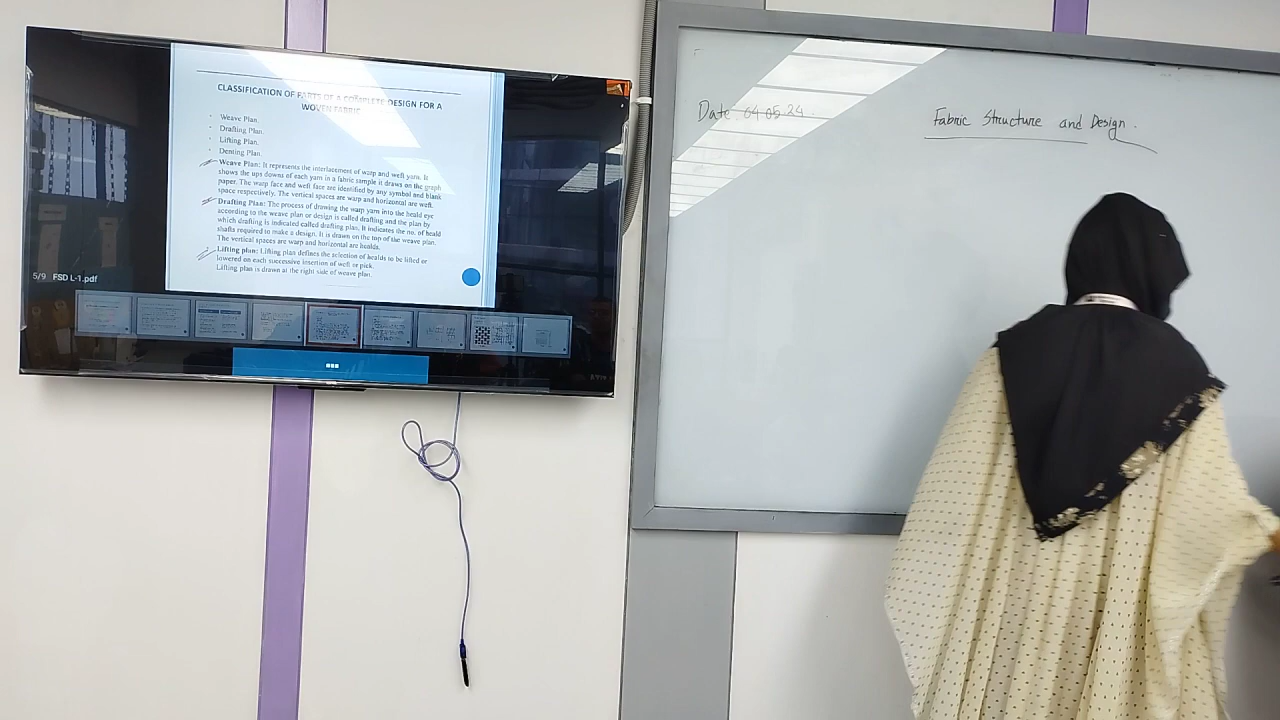 CLASSIFICATION OF PARTS OF A COMPLETE DESIGN FOR A
WOVEN FABRIC
Weave Plan.
Drafting Plan.
Lifting Plan.
Denting Plan.
Weave Plan: It represents the interlacement of warp and weft yarn. It
shows the ups downs of each yarn in a fabric sample it draws on the graph
paper. The warp face and weft face are identified by any symbol and blank
space respectively. The vertical spaces are warp and horizontal are weft.
Drafting Plan: The process of drawing the warp yarn into the heald eye
according to the weave plan or design is called drafting and the plan by
which drafting is indicated called drafting plan. It indicates the no. of heald
shafts required to make a design. It is drawn on the top of the weave plan.
The vertical spaces are warp and horizontal are healds.
Lifting plan: Lifting plan defines the selection of healds to be lifted or
lowered on each successive insertion of weft or pick.
Lifting plan is drawn at the right side of weave plan.
5/9 FSD L-1.pdf
Date: 04.05.24
Fabric Structure and Design.